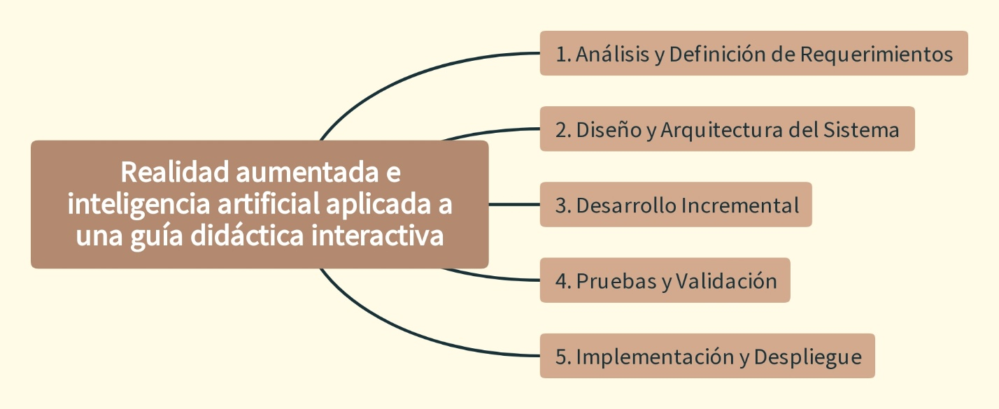 Realidad aumentada e
inteligencia artificial aplicada a
una guía didáctica interactiva
1. Análisis y Definición de Requerimientos
2. Diseño y Arquitectura del Sistema
3. Desarrollo Incremental
4. Pruebas y Validación
5. Implementación y Despliegue